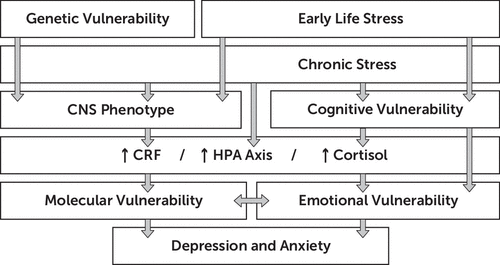 Genetic Vulnerability Early Life Stress
Chronic Stress
CNS Phenotype Cognitive Vulnerability
↑ CRF / ↑ HPA Axis / ↑ Cortisol
Molecular Vulnerability Emotional Vulnerability
Depression and Anxiety